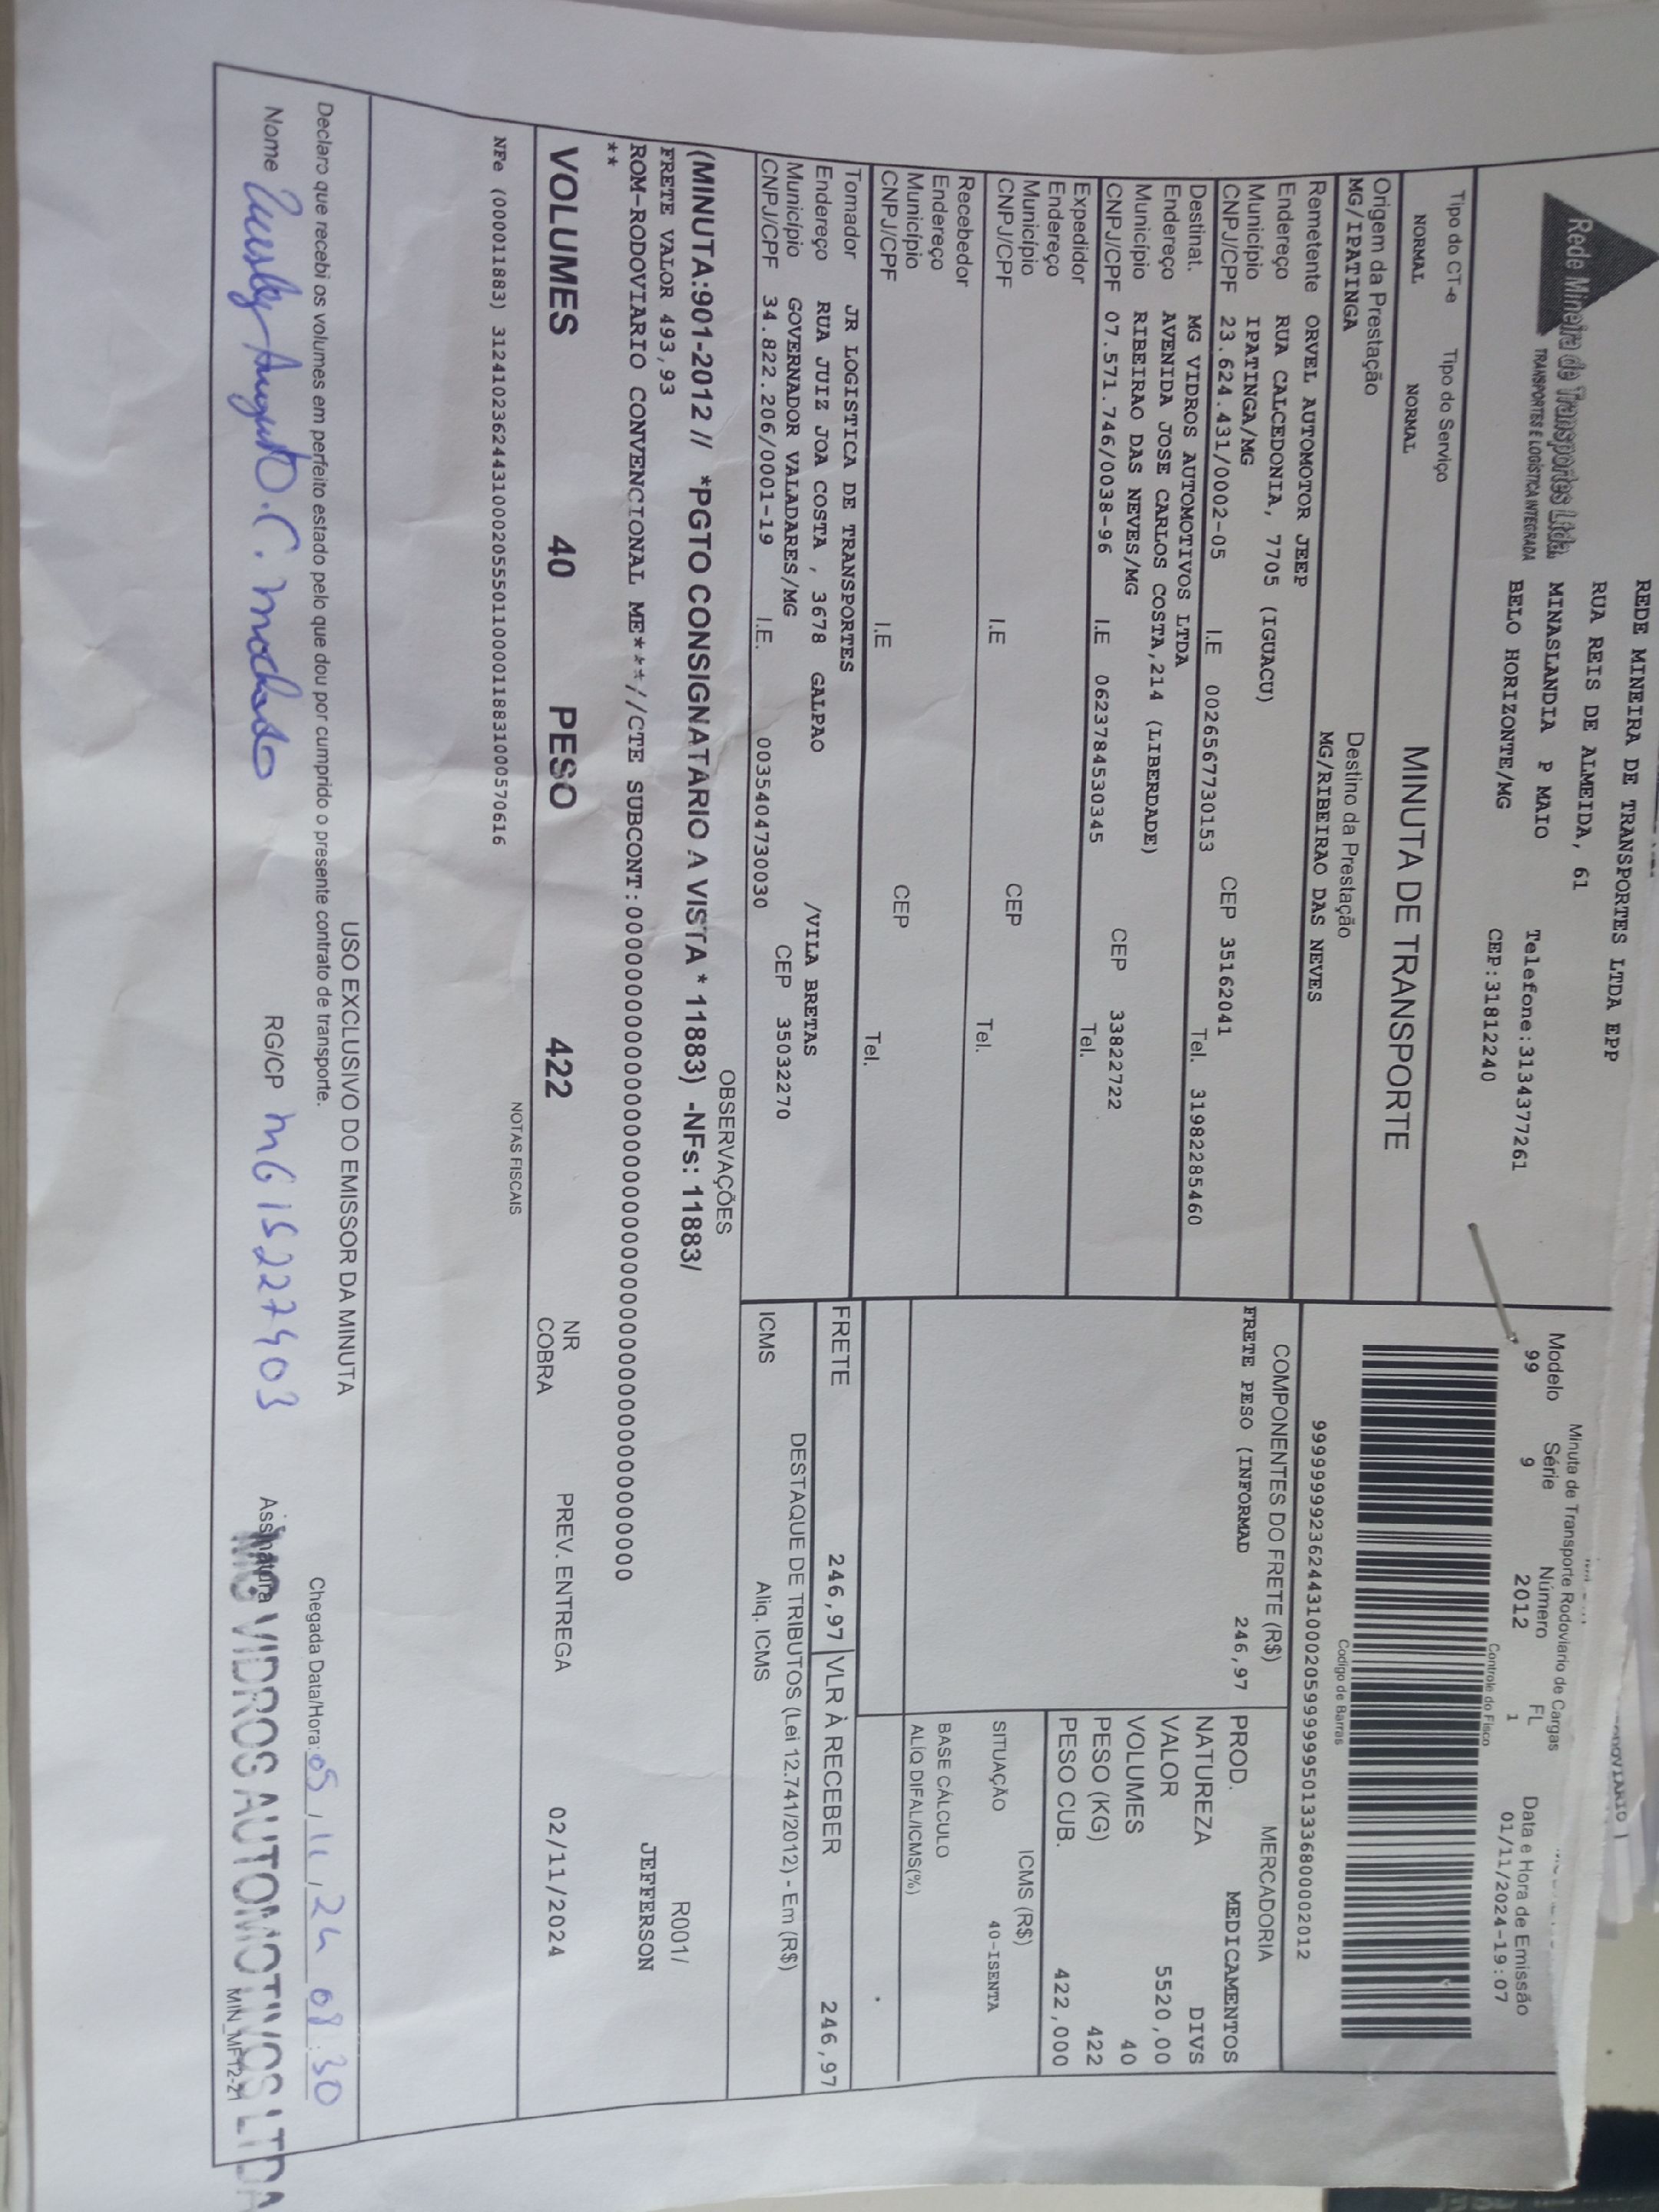 Rede Mineira de Transportes Ltda.
TRANSPORTES E LOGÍSTICA INTEGRADA
REDE MINEIRA DE TRANSPORTES LTDA EPP
RUA REIS DE ALMEIDA, 61
MINASLANDIA P MAIO Telefone:3134377261
BELO HORIZONTE/MG CEP:31812240
Minuta de Transporte Rodoviario de Cargas
Modelo Série Número FL Data e Hora de Emissão
99 9 2012 1 01/11/2024-19:07
Controle do Fisco
Tipo do CT-e Tipo do Serviço
NORMAL NORMAL
MINUTA DE TRANSPORTE
Codigo de Barras
Origem da Prestação Destino da Prestação
MG/IPATINGA MG/RIBEIRAO DAS NEVES
Remetente ORVEL AUTOMOTOR JEEP
Endereço RUA CALCEDONIA, 7705 (IGUACU)
Município IPATINGA/MG CEP 35162041
CNPJ/CPF 23.624.431/0002-05 I.E 0026567730153 Tel. 31982285460
Destinat. MG VIDROS AUTOMOTIVOS LTDA
Endereço AVENIDA JOSE CARLOS COSTA,214 (LIBERDADE)
Município RIBEIRAO DAS NEVES/MG CEP 33822722
CNPJ/CPF 07.571.746/0038-96 I.E 0623784530345 Tel.
Expedidor
Endereço
Município CEP
CNPJ/CPF I.E Tel.
Recebedor
Endereço
Município CEP
CNPJ/CPF I.E Tel.
Tomador JR LOGISTICA DE TRANSPORTES
Endereço RUA JUIZ JOA COSTA , 3678 GALPAO /VILA BRETAS
Município GOVERNADOR VALADARES/MG CEP 35032270
CNPJ/CPF 34.822.206/0001-19 I.E. 0035404730030
COMPONENTES DO FRETE (R$)
FRETE PESO (INFORMAD 246,97
MERCADORIA
PROD. MEDICAMENTOS
NATUREZA DIVS
VALOR 5520,00
VOLUMES 40
PESO (KG) 422
PESO CUB. 422,000
ICMS (R$)
SITUAÇÃO 40-ISENTA
BASE CÁLCULO
ALÍQ DIFAL/ICMS(%)
FRETE 246,97 VLR À RECEBER 246,97
DESTAQUE DE TRIBUTOS (Lei 12.741/2012) - Em (R$)
ICMS Aliq. ICMS
OBSERVAÇÕES
(MINUTA:901-2012 // *PGTO CONSIGNATARIO A VISTA * 11883) -NFs: 11883/ R001/
FRETE VALOR 493,93 JEFFERSON
**
VOLUMES 40 PESO 422 NR COBRA PREV. ENTREGA 02/11/2024
NOTAS FISCAIS
USO EXCLUSIVO DO EMISSOR DA MINUTA
Declaro que recebi os volumes em perfeito estado pelo que dou por cumprido o presente contrato de transporte. Chegada Data/Hora: 05/11/24 08:30
Nome Augusto. C. Machado RG/CP MG15227403 Assinatura
MG VIDROS AUTOMOTIVOS LTDA
MIN_MF12-21